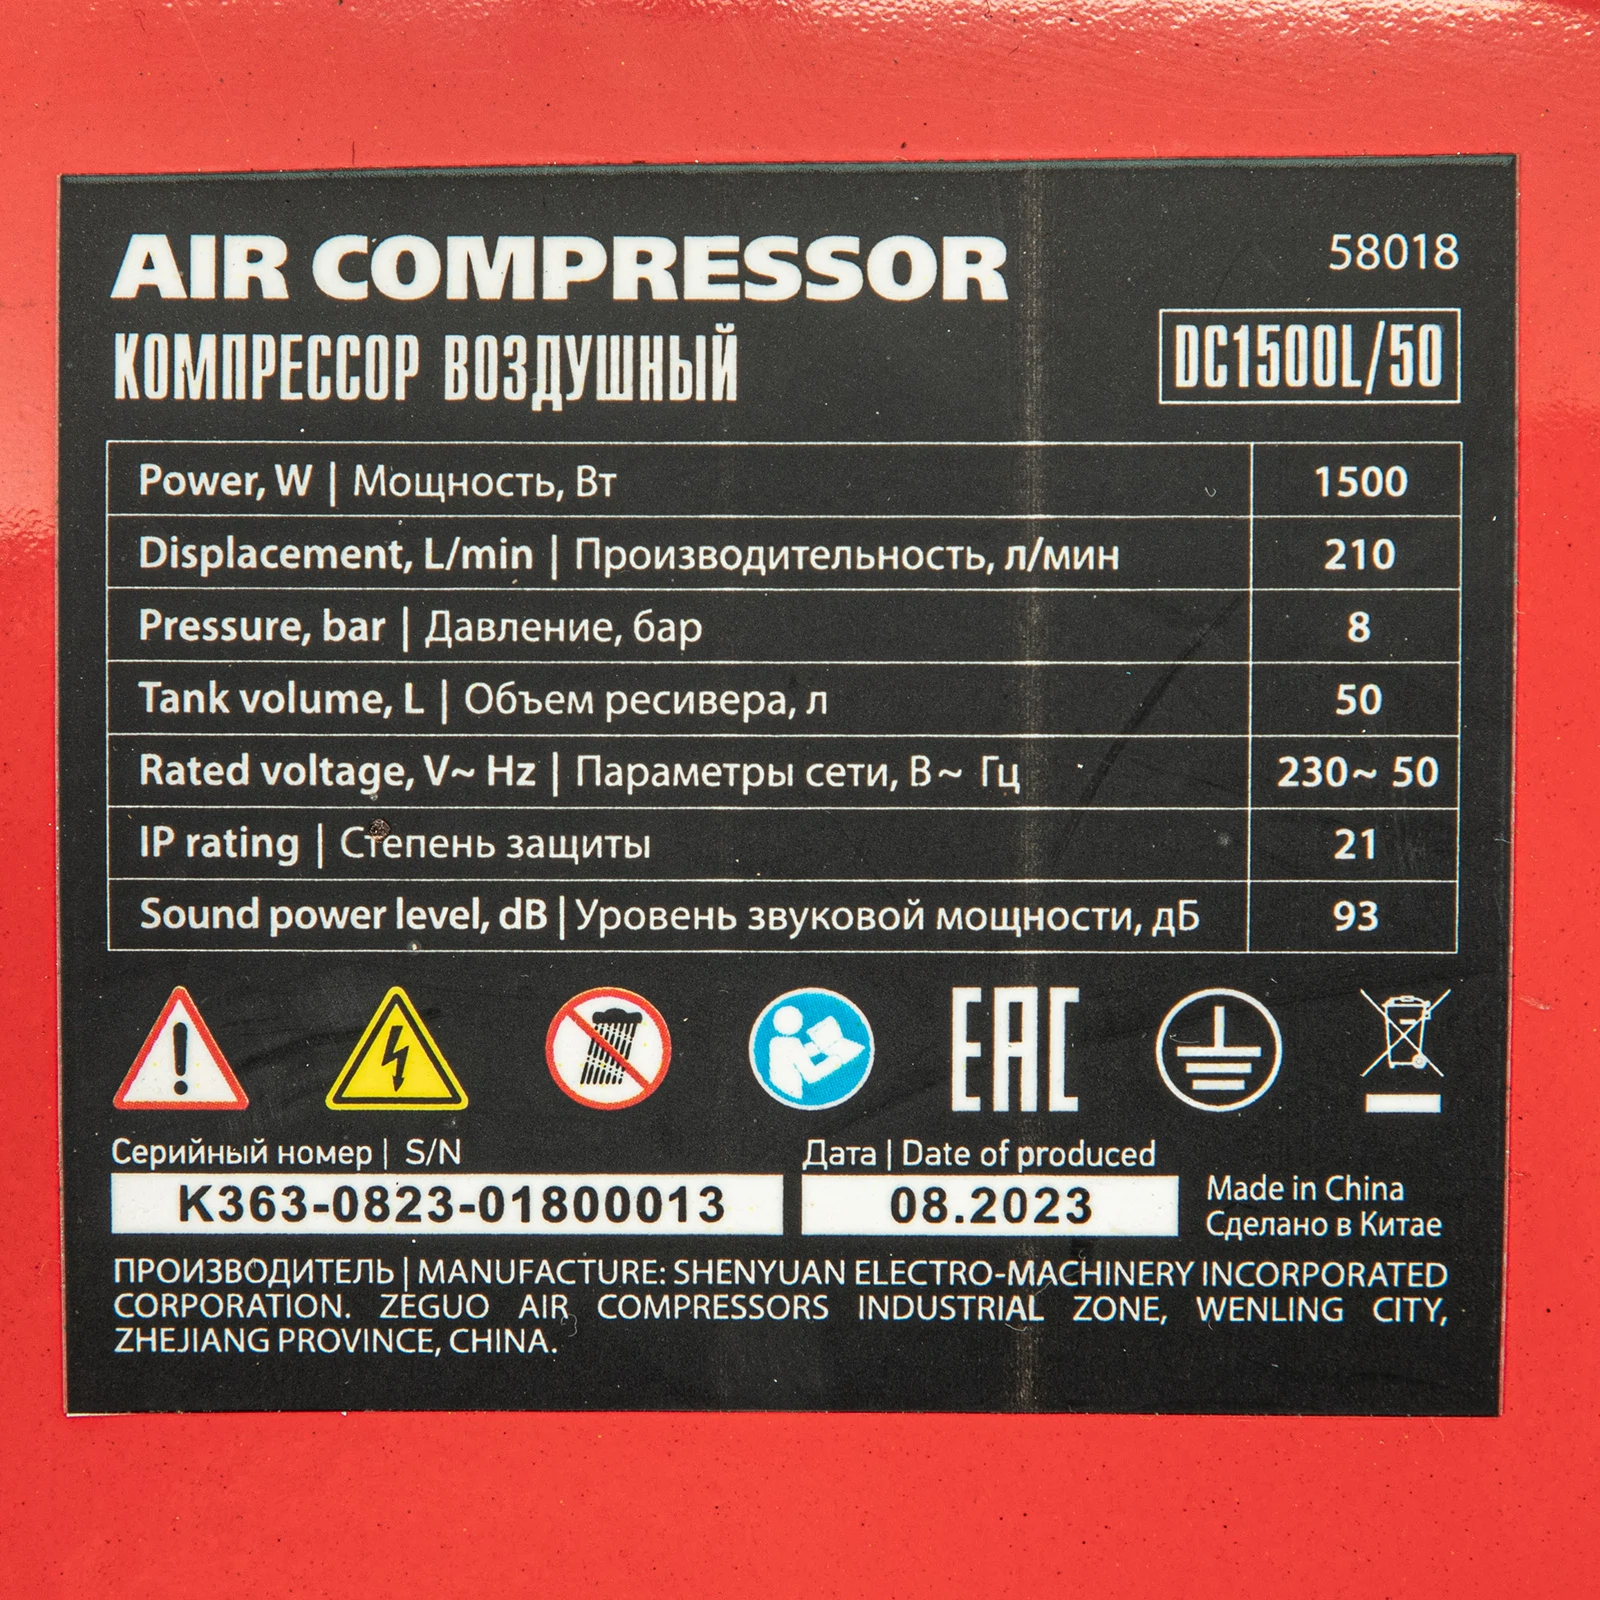 AIR COMPRESSOR
58018
КОМПРЕССОР ВОЗДУШНЫЙ
DC1500L/50
Power, W | Мощность, Вт 1500
Displacement, L/min | Производительность, л/мин 210
Pressure, bar | Давление, бар 8
Tank volume, L | Объем ресивера, л 50
Rated voltage, V~ Hz | Параметры сети, В~ Гц 230~ 50
IP rating | Степень защиты 21
Sound power level, dB | Уровень звуковой мощности, дБ 93
EAC
Серийный номер | S/N
Дата | Date of produced
K363-0823-01800013
08.2023
Made in China
Сделано в Китае
ПРОИЗВОДИТЕЛЬ | MANUFACTURE: SHENYUAN ELECTRO-MACHINERY INCORPORATED
CORPORATION. ZEGUO AIR COMPRESSORS INDUSTRIAL ZONE, WENLING CITY,
ZHEJIANG PROVINCE, CHINA.